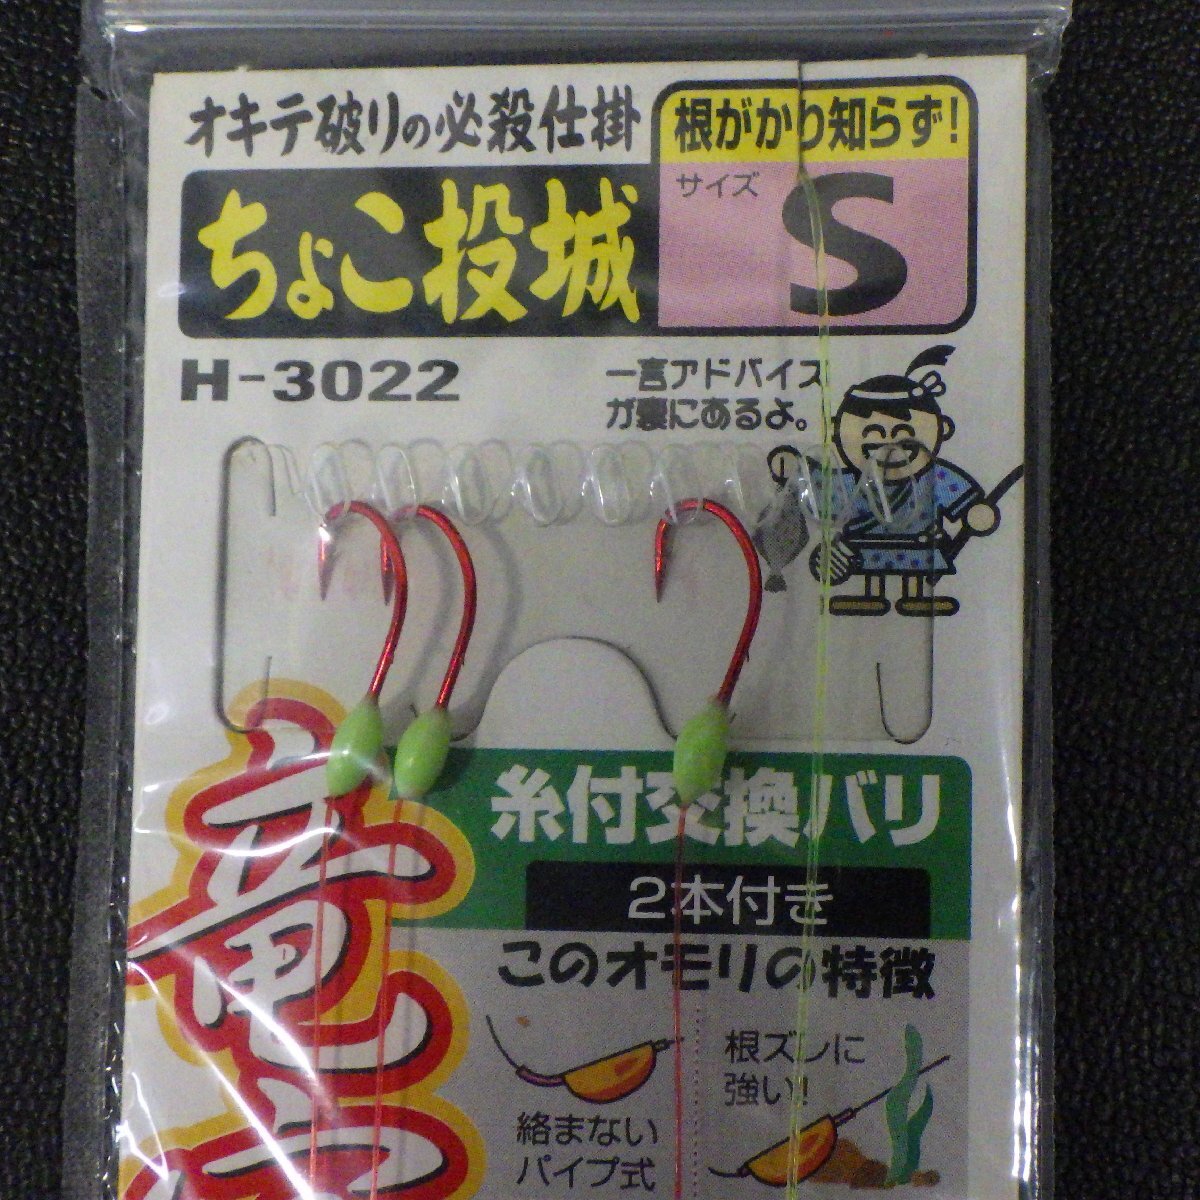 オキテ破りの必殺仕掛
根がかり知らず!
サイズ
S
ちょこ投城
H-3022
一言アドバイス
が裏にあるよ。
糸付交換バリ
2本付き
竜
このオモリの特徴
根ズレに
強い!
絡まない
パイプ式